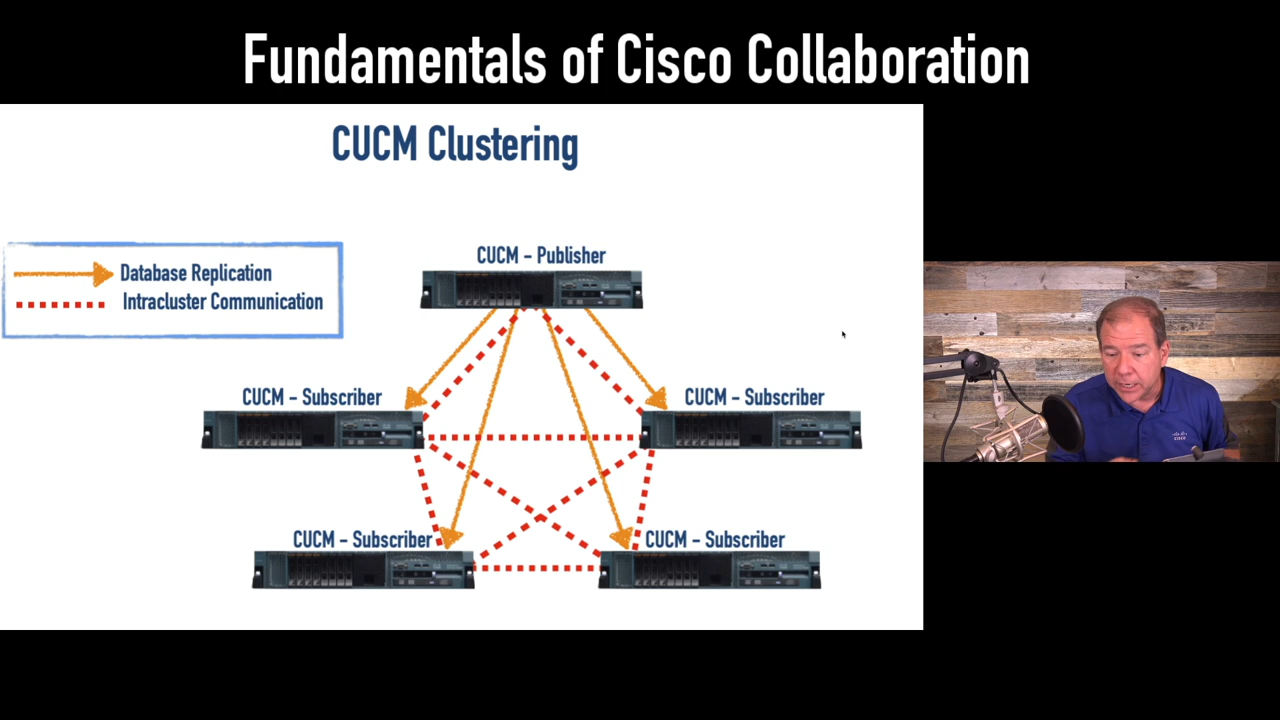 Fundamentals of Cisco Collaboration
CUCM Clustering
Database Replication
Intracluster Communication
CUCM – Publisher
CUCM – Subscriber
CUCM – Subscriber
CUCM – Subscriber
CUCM – Subscriber
CISCO